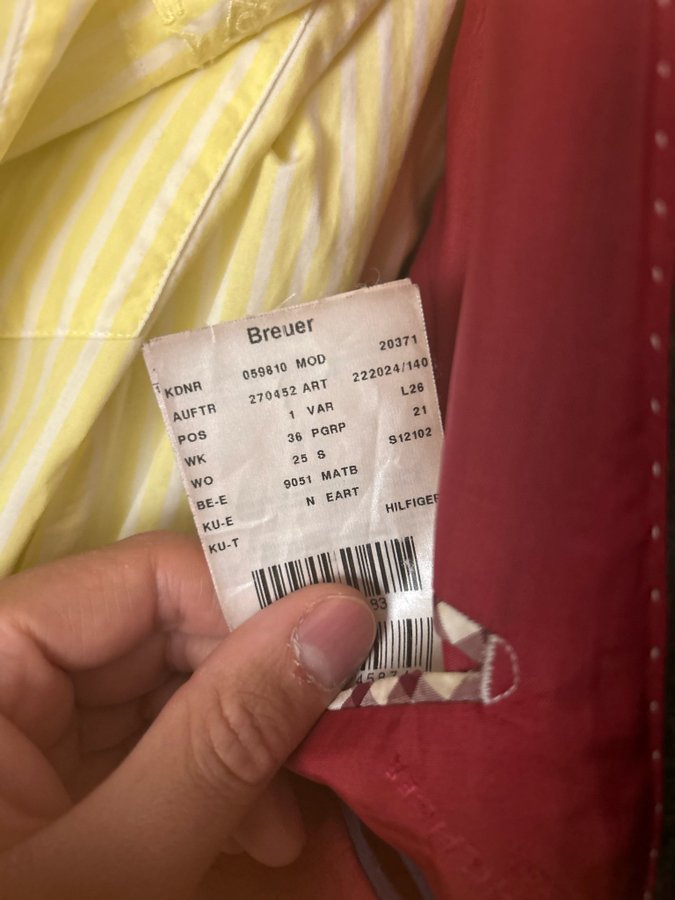 Breuer
KDNR 059810 MOD 20371
AUFTR 270452 ART 222024/140
POS 1 VAR L26
WK 36 PGRP 21
WO 25 S S12102
BE-E 9051 MATB
KU-E N EART
KU-T HILFIGER
83